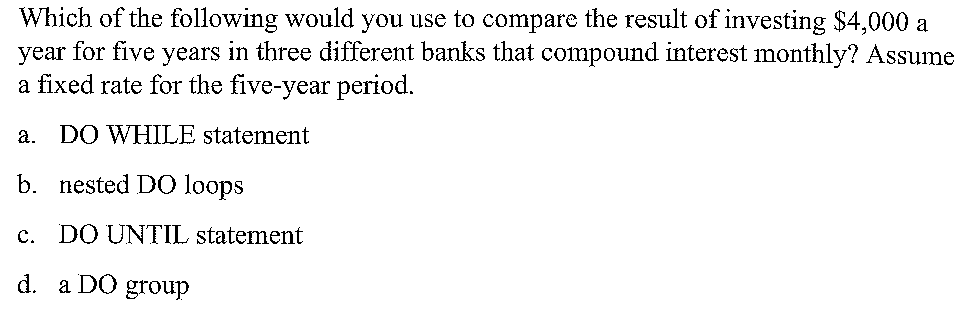 Which of the following would you use to compare the result of investing $4,000 a
year for five years in three different banks that compound interest monthly? Assume
a fixed rate for the five-year period.
a. DO WHILE statement
b. nested DO loops
c. DO UNTIL statement
d. a DO group